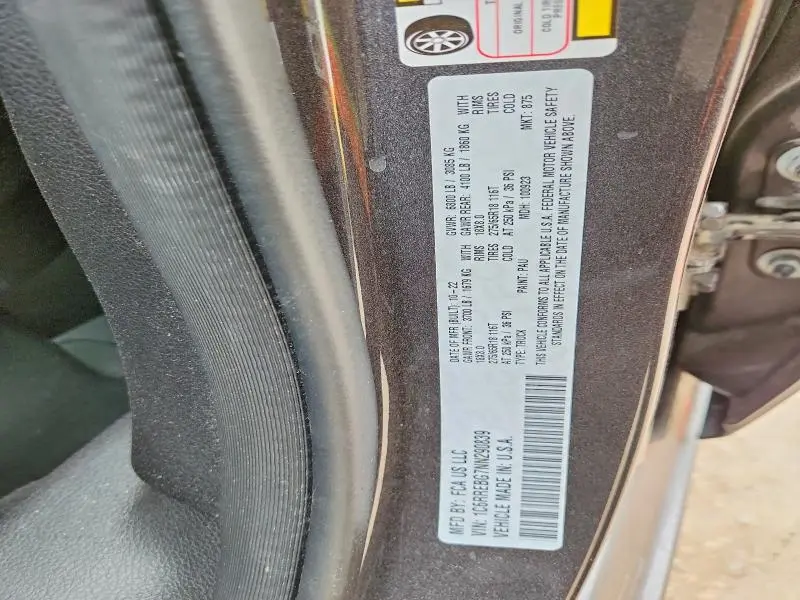 MFD BY: FCA US LLC
DATE OF MFR (BUILT): 10-22 GVWR: 6800 LB / 3085 KG
GAWR FRONT: 3700 LB / 1679 KG WITH GAWR REAR: 4100 LB / 1860 KG WITH
18X8.0 RIMS 18X8.0 RIMS
275/65R18 116T TIRES 275/65R18 116T TIRES
AT 250 kPa / 36 PSI COLD AT 250 kPa / 36 PSI COLD
VIN: 1C6RREBG7NN290839
TYPE: TRUCK PAINT: PAU MDH: 100923 MKT: 875
VEHICLE MADE IN: U.S.A.
THIS VEHICLE CONFORMS TO ALL APPLICABLE U.S.A. FEDERAL MOTOR VEHICLE SAFETY
STANDARDS IN EFFECT ON THE DATE OF MANUFACTURE SHOWN ABOVE.
ORIGINAL
COLD